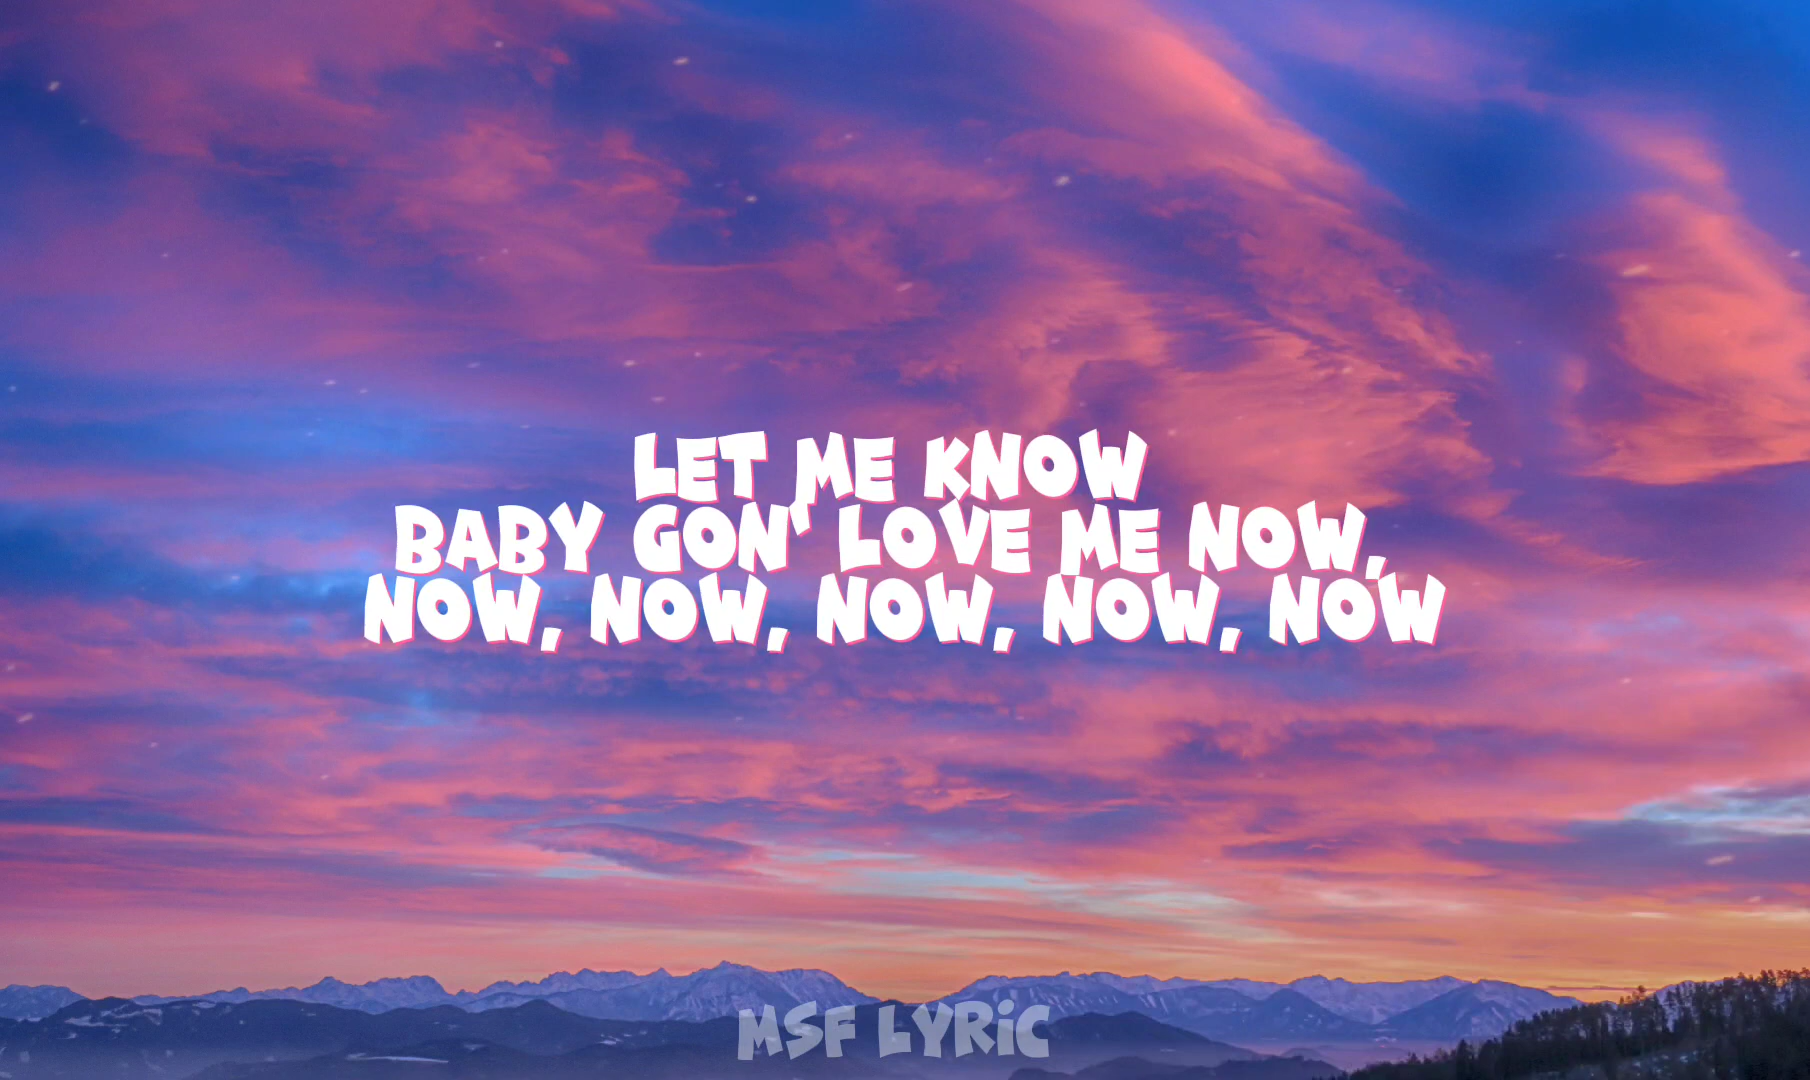 LET ME KNOW
BABY GON' LOVE ME NOW,
NOW, NOW, NOW, NOW, NOW
MSF LYRiC